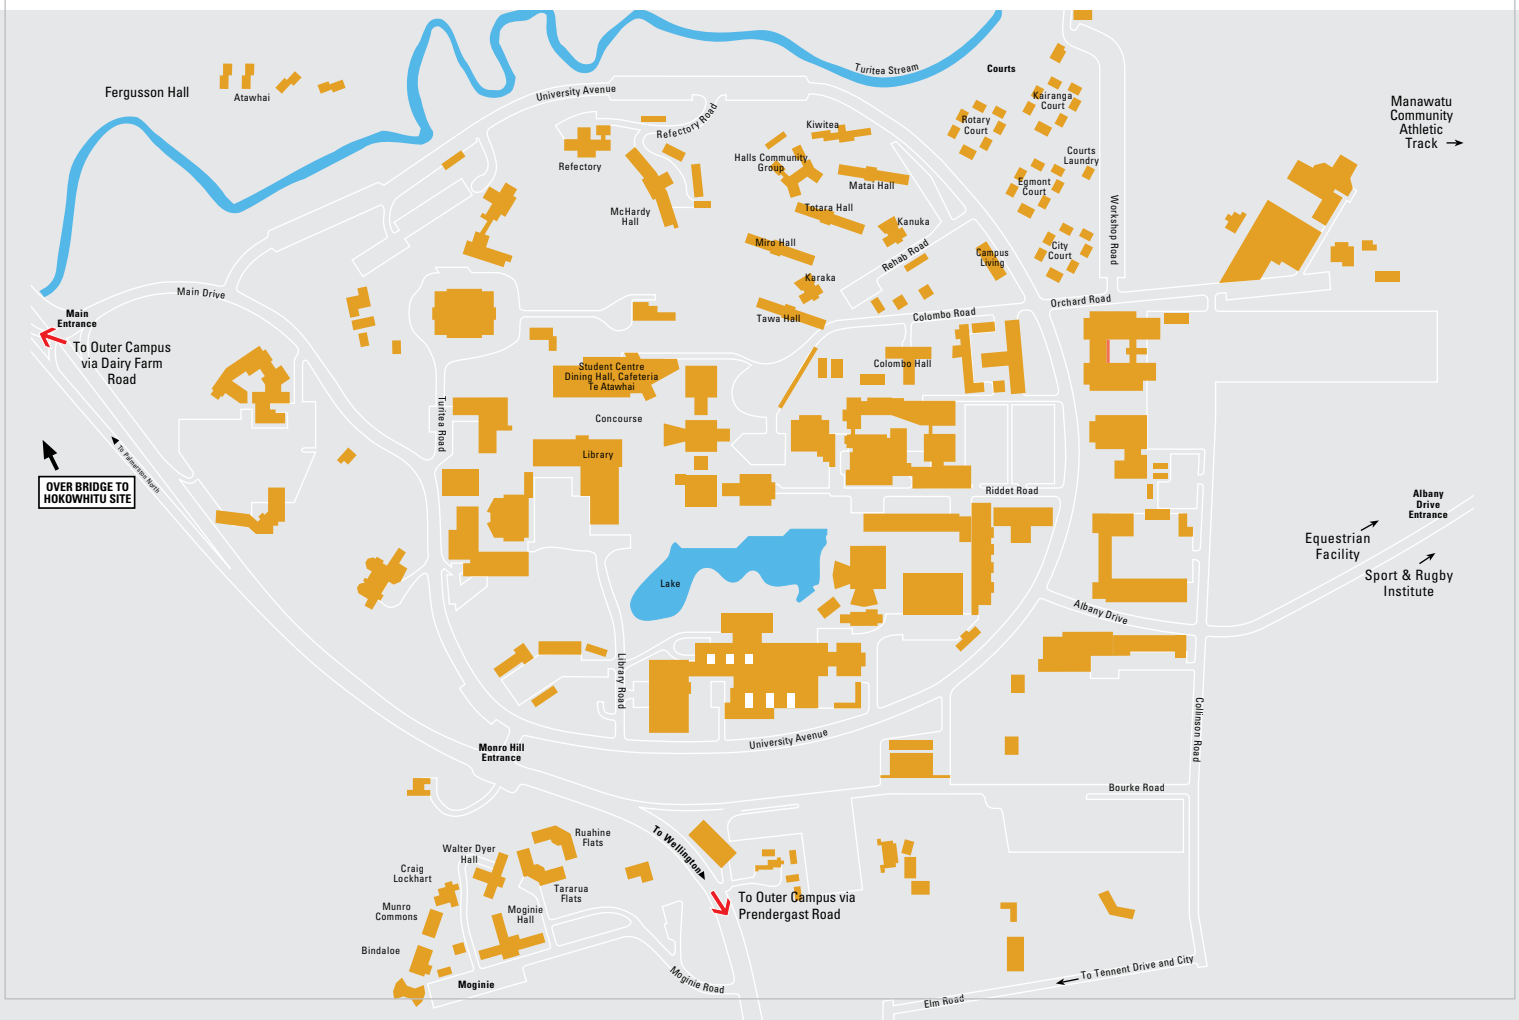 Turitea Stream
Courts
Fergusson Hall
Atawhai
University Avenue
Refectory Road
Refectory
McHardy
Hall
Kiwitea
Halls Community
Group
Matai Hall
Totara Hall
Kanuka
Miro Hall
Rehab Road
Karaka
Tawa Hall
Kairanga
Court
Rotary
Court
Courts
Laundry
Egmont
Court
City
Court
Campus
Living
Workshop Road
Manawatu
Community
Athletic
Track
Main Drive
Main
Entrance
To Outer Campus
via Dairy Farm
Road
Orchard Road
Colombo Road
Colombo Hall
Student Centre
Dining Hall, Cafeteria
Te Atawhai
Concourse
Turitea Road
Library
To Palmerston North
OVER BRIDGE TO
HOKOWHITU SITE
Riddet Road
Albany
Drive
Entrance
Equestrian
Facility
Sport & Rugby
Institute
Lake
Albany Drive
Library Road
Collinson Road
University Avenue
Monro Hill
Entrance
Bourke Road
To Wellington
Ruahine
Flats
Walter Dyer
Hall
Craig
Lockhart
Tararua
Flats
Munro
Commons
Moginie
Hall
To Outer Campus via
Prendergast Road
Bindaloe
Moginie
Moginie Road
To Tennent Drive and City
Elm Road